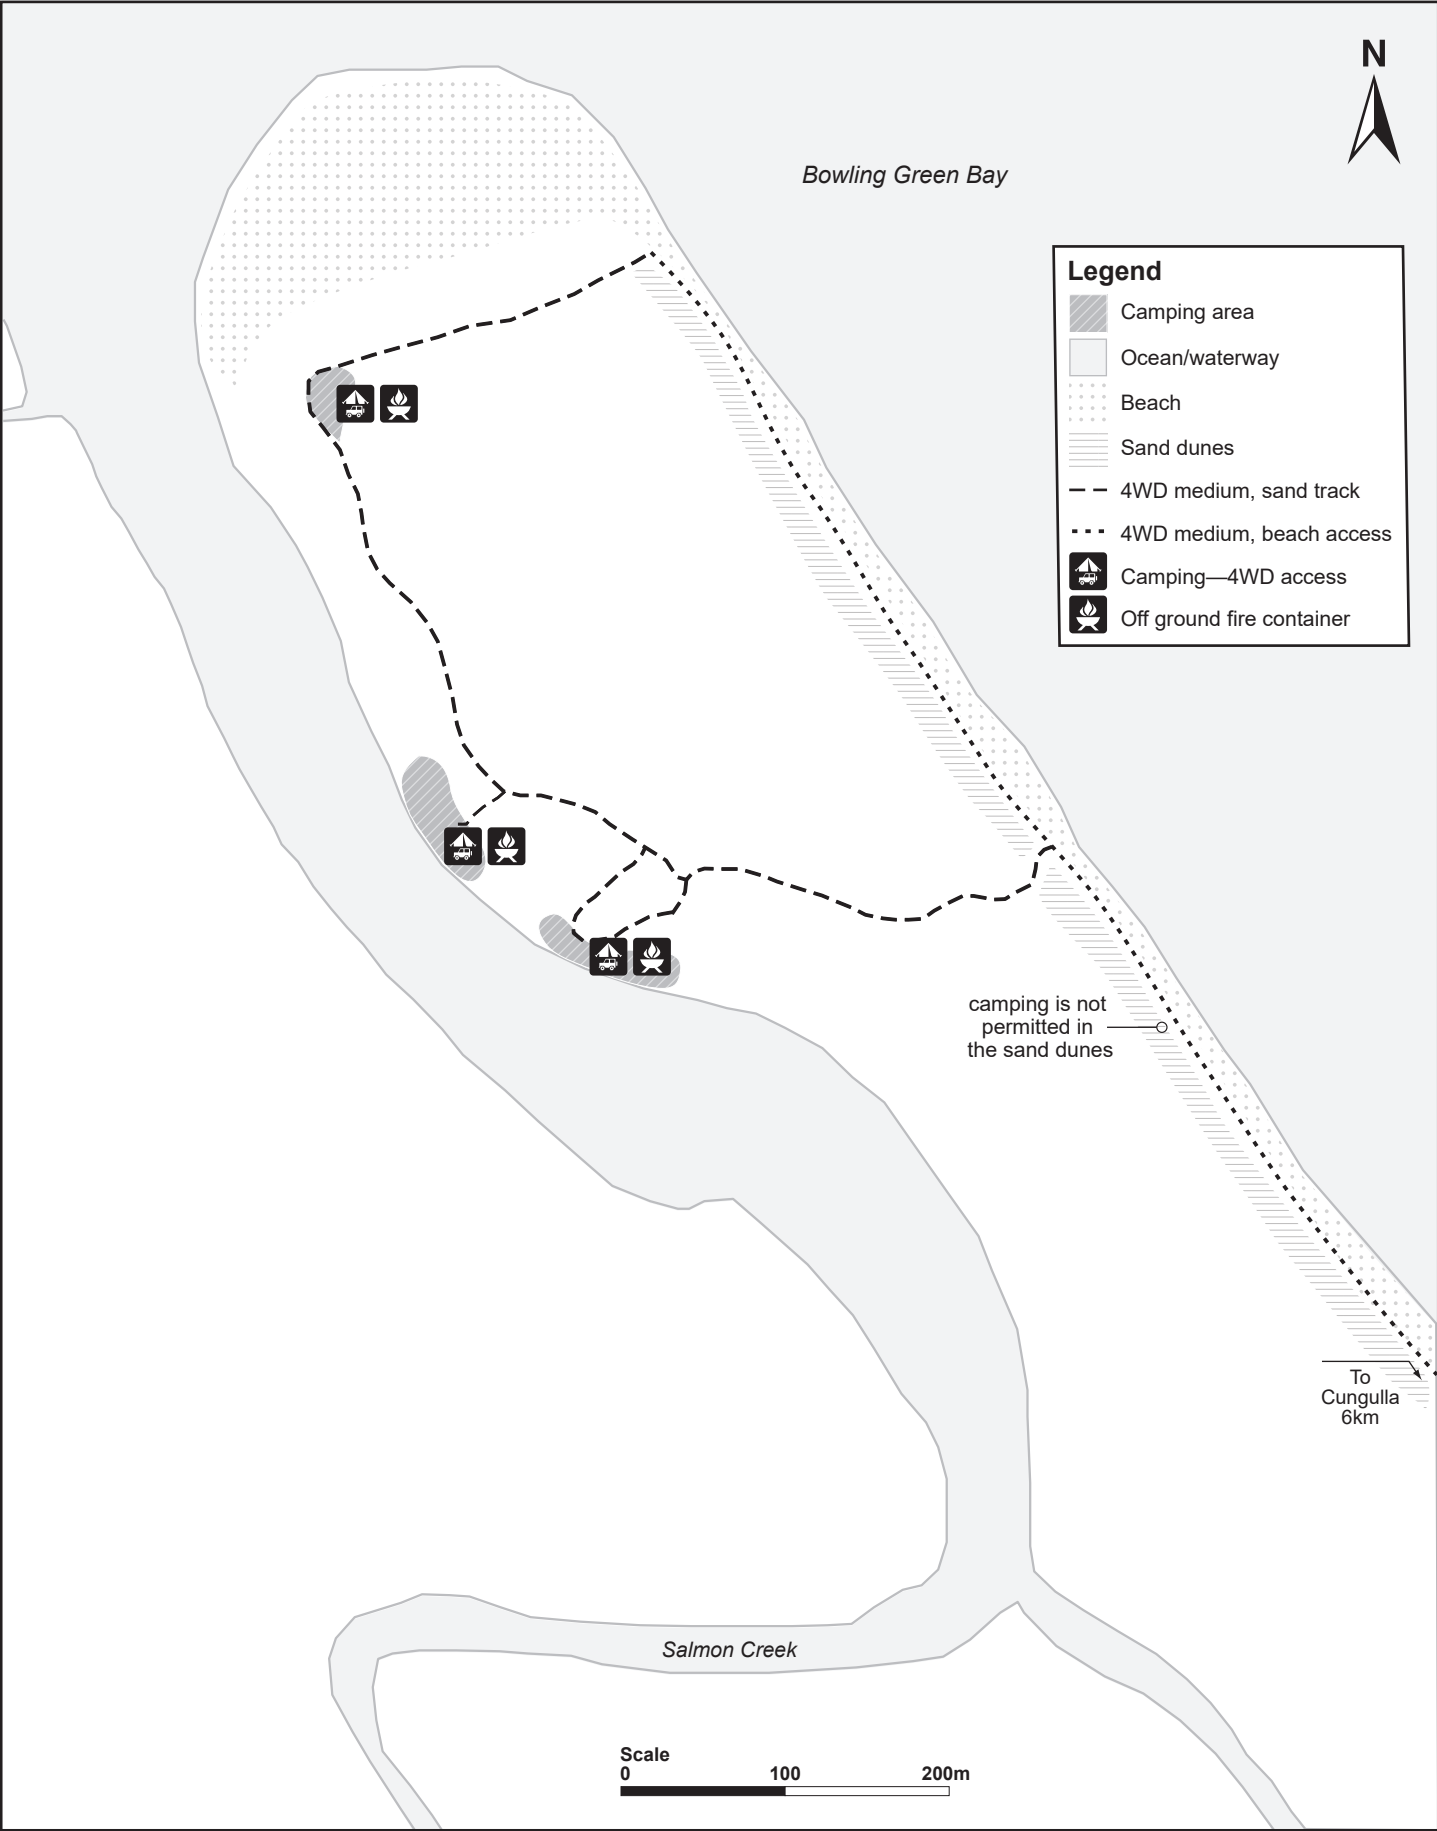 N
Bowling Green Bay
Legend
Camping area
Ocean/waterway
Beach
Sand dunes
4WD medium, sand track
4WD medium, beach access
Camping—4WD access
Off ground fire container
camping is not
permitted in
the sand dunes
To
Cungulla
6km
Salmon Creek
Scale
0 100 200m